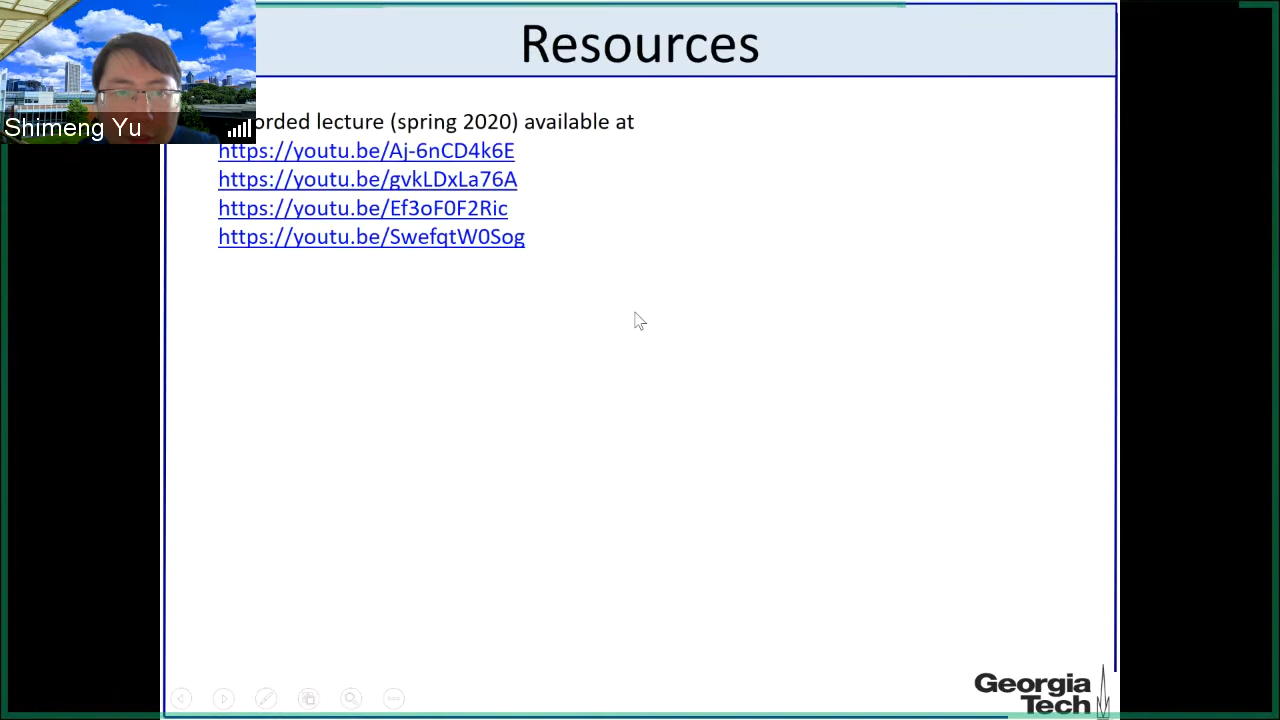 Resources
Shimeng Yu
orded lecture (spring 2020) available at
https://youtu.be/Aj-6nCD4k6E
https://youtu.be/gvkLDxLa76A
https://youtu.be/Ef3oF0F2Ric
https://youtu.be/SwefqtW0Sog
Georgia
Tech